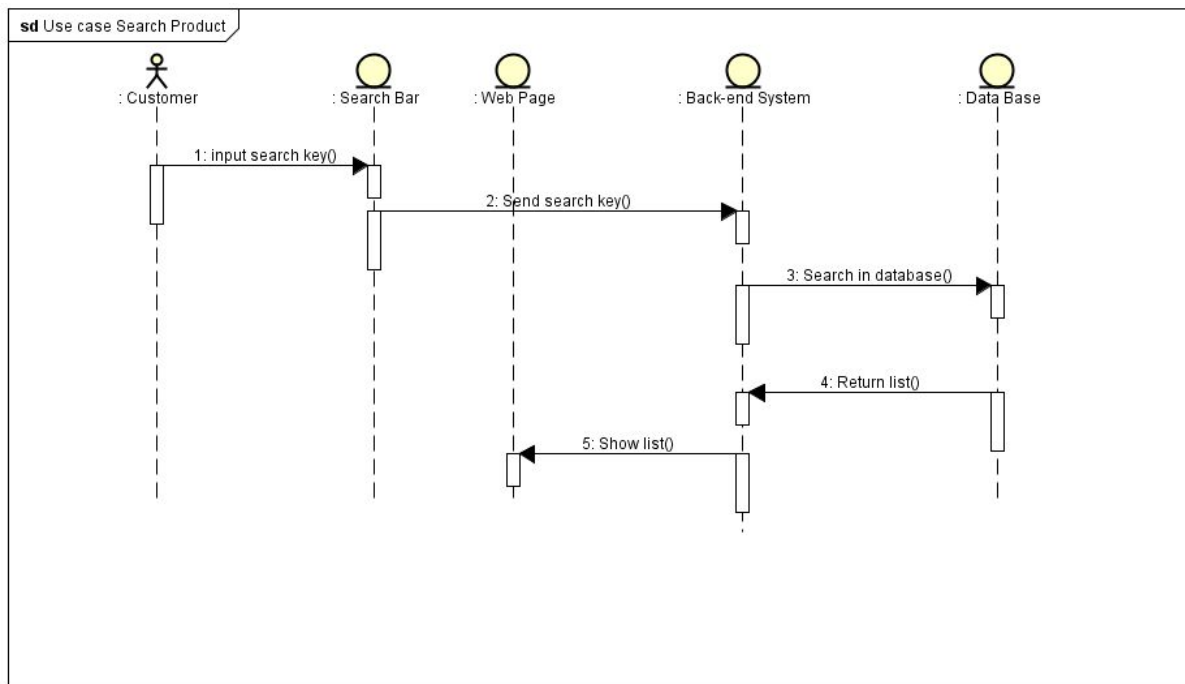 sd Use case Search Product
: Customer
: Search Bar
: Web Page
: Back-end System
: Data Base
1: input search key()
2: Send search key()
3: Search in database()
4: Return list()
5: Show list()